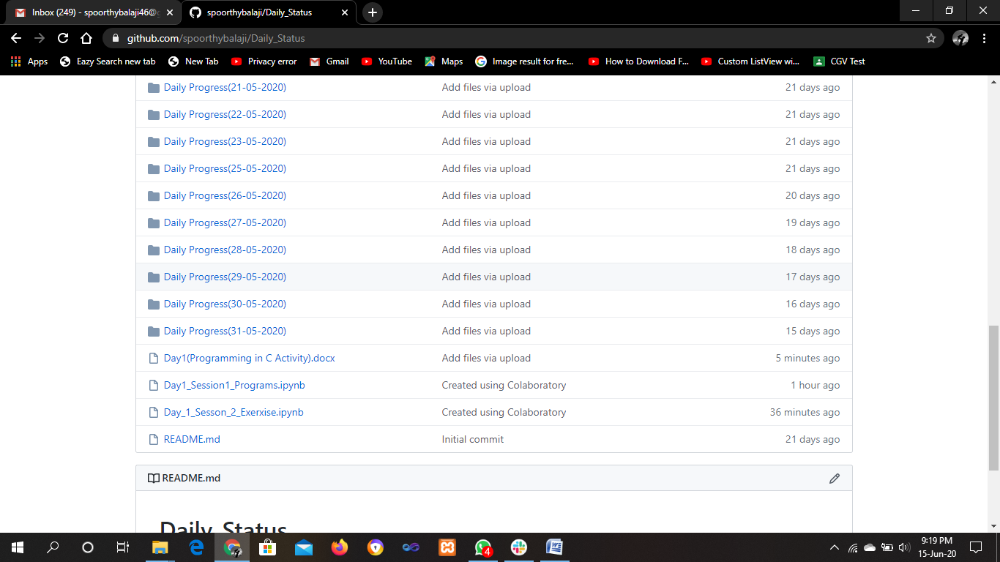 Inbox (249) - spoorthybalaji46@
spoorthybalaji/Daily_Status
github.com/spoorthybalaji/Daily_Status
Apps Eazy Search new tab New Tab Privacy error Gmail YouTube Maps Image result for fre... How to Download F... Custom ListView wi... CGV Test
Daily Progress(21-05-2020) Add files via upload 21 days ago
Daily Progress(22-05-2020) Add files via upload 21 days ago
Daily Progress(23-05-2020) Add files via upload 21 days ago
Daily Progress(25-05-2020) Add files via upload 21 days ago
Daily Progress(26-05-2020) Add files via upload 20 days ago
Daily Progress(27-05-2020) Add files via upload 19 days ago
Daily Progress(28-05-2020) Add files via upload 18 days ago
Daily Progress(29-05-2020) Add files via upload 17 days ago
Daily Progress(30-05-2020) Add files via upload 16 days ago
Daily Progress(31-05-2020) Add files via upload 15 days ago
Day1(Programming in C Activity).docx Add files via upload 5 minutes ago
Day1_Session1_Programs.ipynb Created using Colaboratory 1 hour ago
Day_1_Sesson_2_Exerxise.ipynb Created using Colaboratory 36 minutes ago
README.md Initial commit 21 days ago
README.md
Daily_Status
4
9:19 PM
15-Jun-20